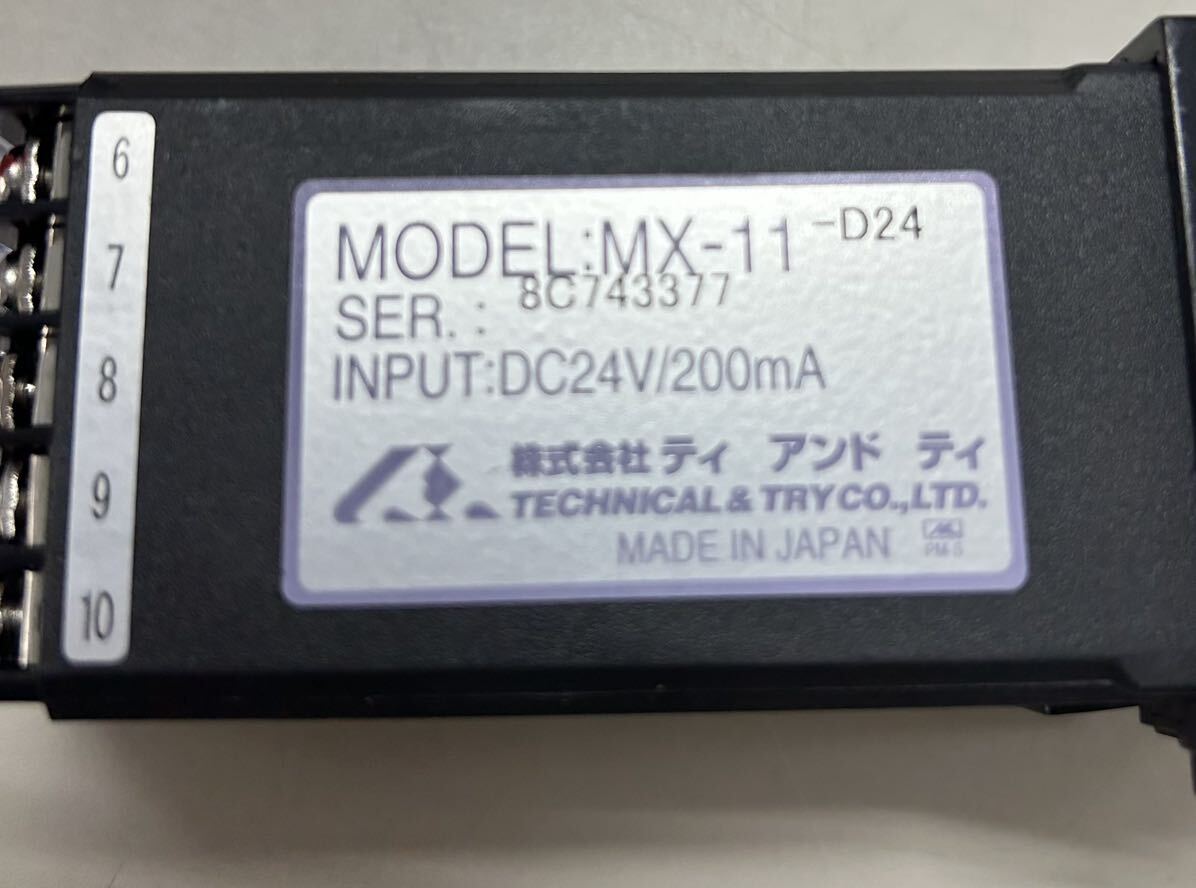 6
7
8
9
10
MODEL:MX-11 -D24
SER. : 8C743377
INPUT:DC24V/200mA
株式会社 ティ アンド ティ
TECHNICAL & TRY CO.,LTD.
MADE IN JAPAN
PM-S